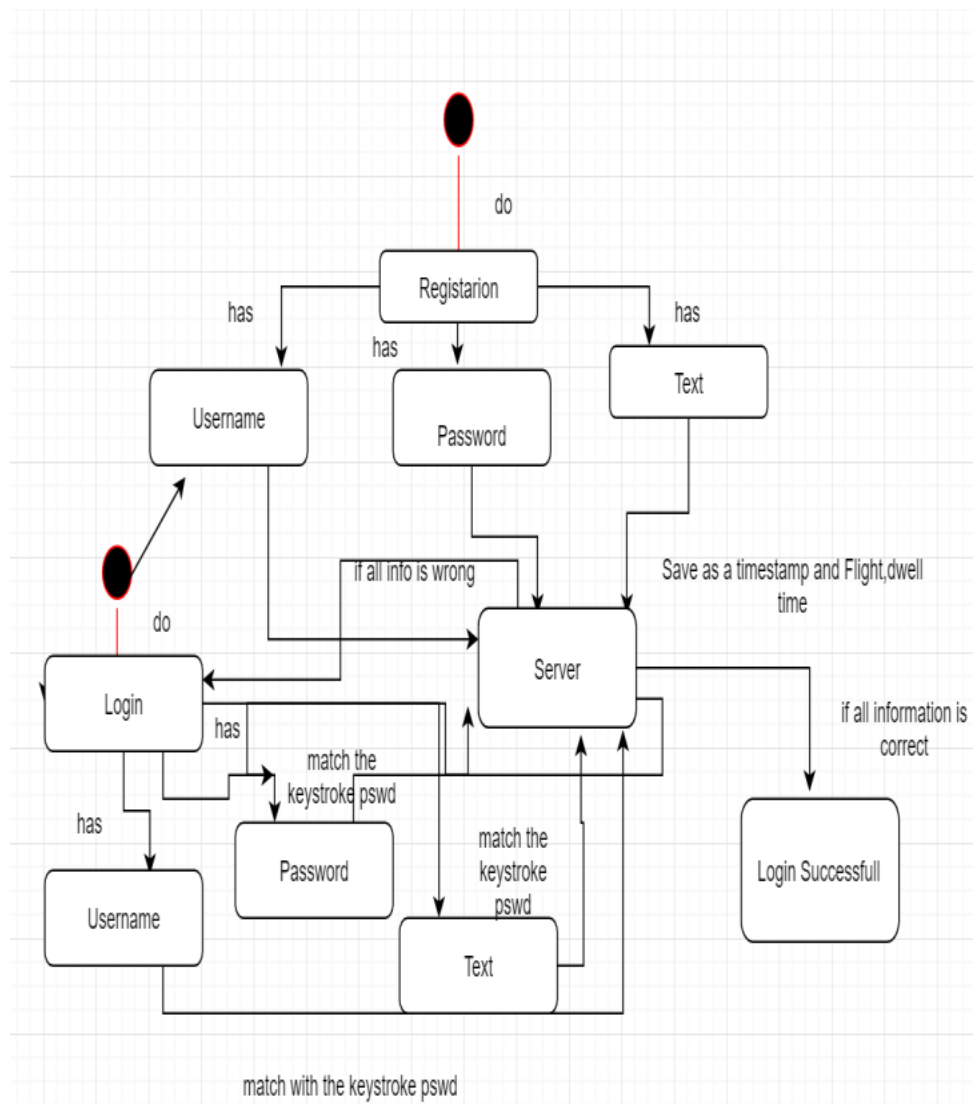 do
Registarion
has
has
has
Text
Username
Password
if all info is wrong
Save as a timestamp and Flight,dwell
time
do
Server
Login
has
if all information is
correct
match the
keystroke pswd
has
match the
keystroke
pswd
Password
Login Successfull
Username
Text
match with the keystroke pswd